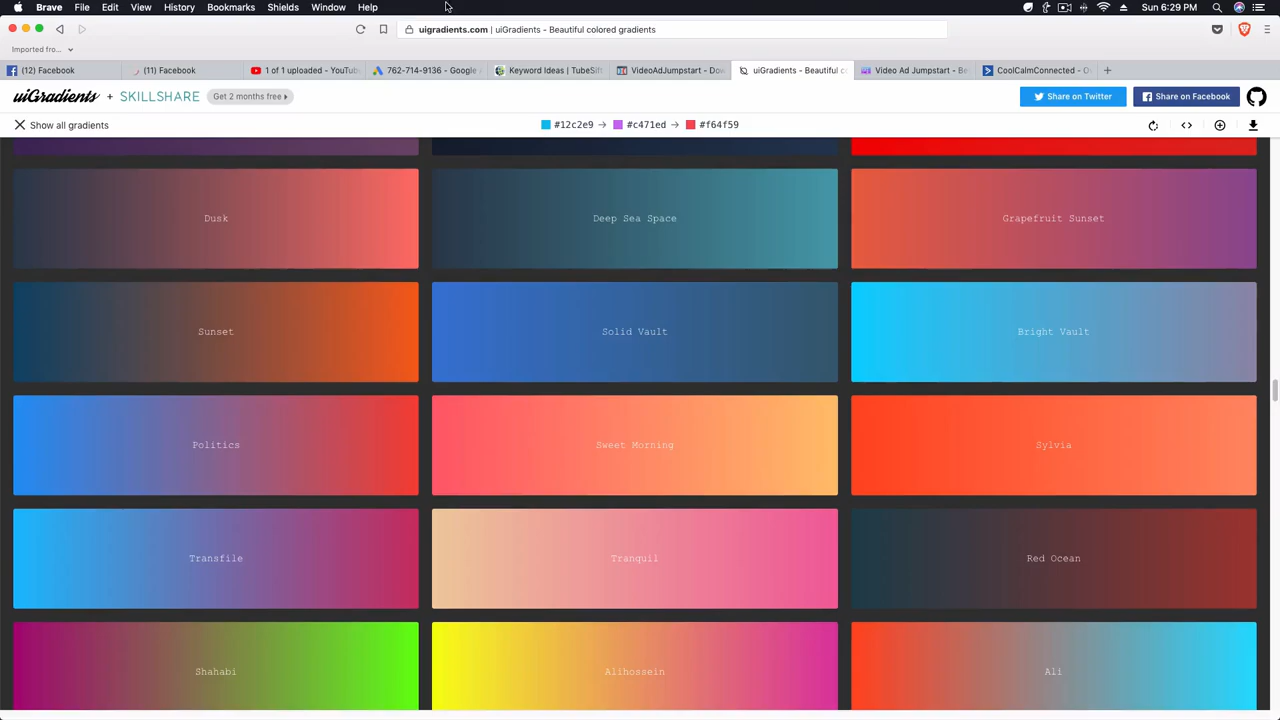 Brave File Edit View History Bookmarks Shields Window Help Sun 6:29 PM
uigradients.com | uiGradients - Beautiful colored gradients
Imported fro...
(12) Facebook (11) Facebook 1 of 1 uploaded - YouTub 762-714-9136 - Google Keyword Ideas | TubeSif VideoAdJumpstart - Dow uiGradients - Beautiful co Video Ad Jumpstart - Be CoolCalmConnected - D
uiGradients + SKILLSHARE Get 2 months free Share on Twitter Share on Facebook
Show all gradients #12c2e9 → #c471ed → #f64f59
Dusk Deep Sea Space Grapefruit Sunset
Sunset Solid Vault Bright Vault
Politics Sweet Morning Sylvia
Transfile Tranquil Red Ocean
Shahabi Alihossein Ali